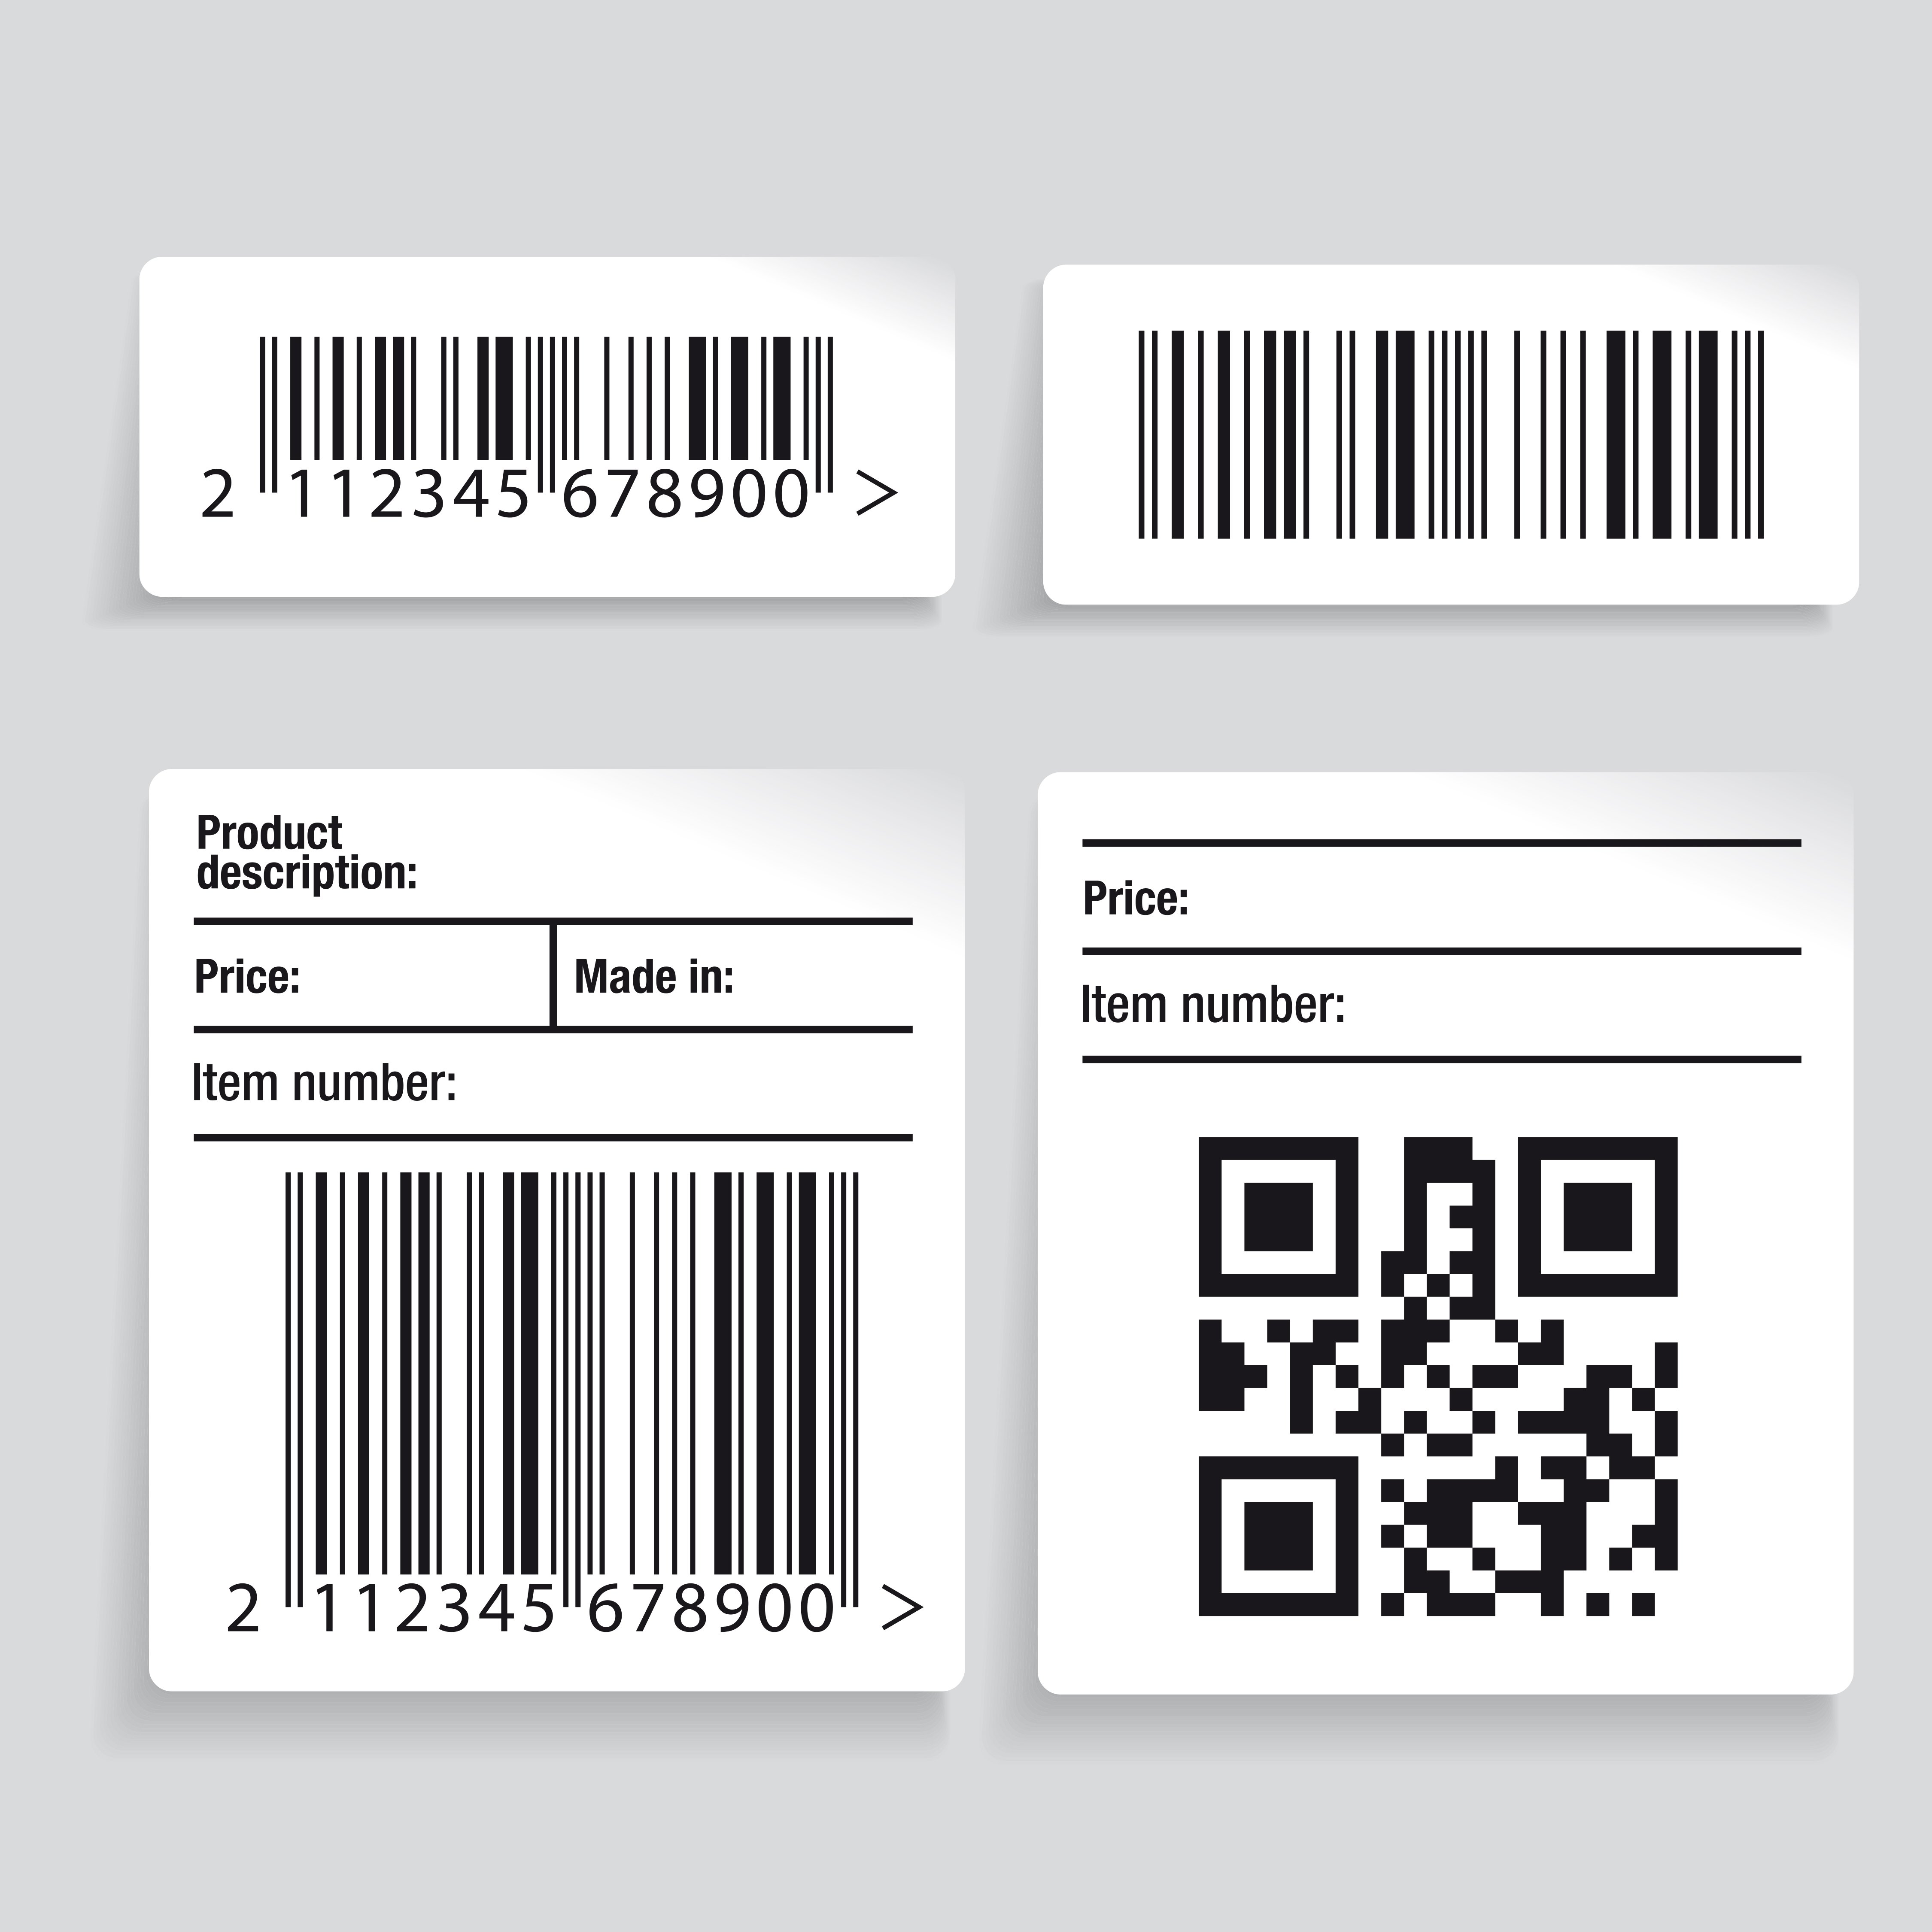 2 112345 678900 >
Product
description:
Price: Made in:
Item number:
2 112345 678900 >
Price:
Item number: